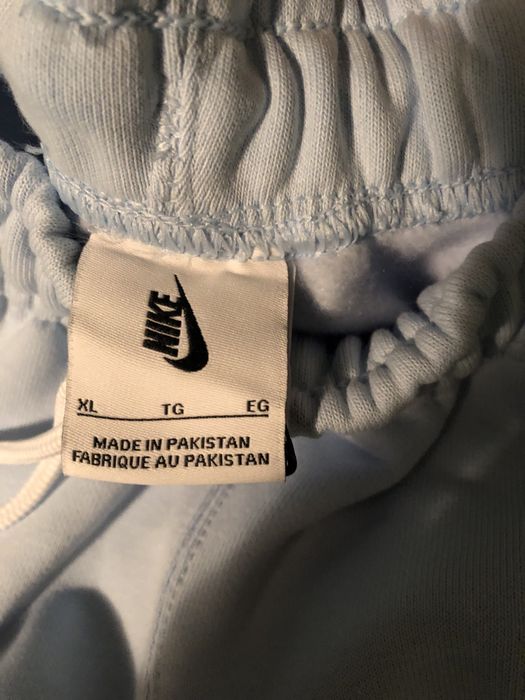 NIKE
XL TG EG
MADE IN PAKISTAN
FABRIQUE AU PAKISTAN